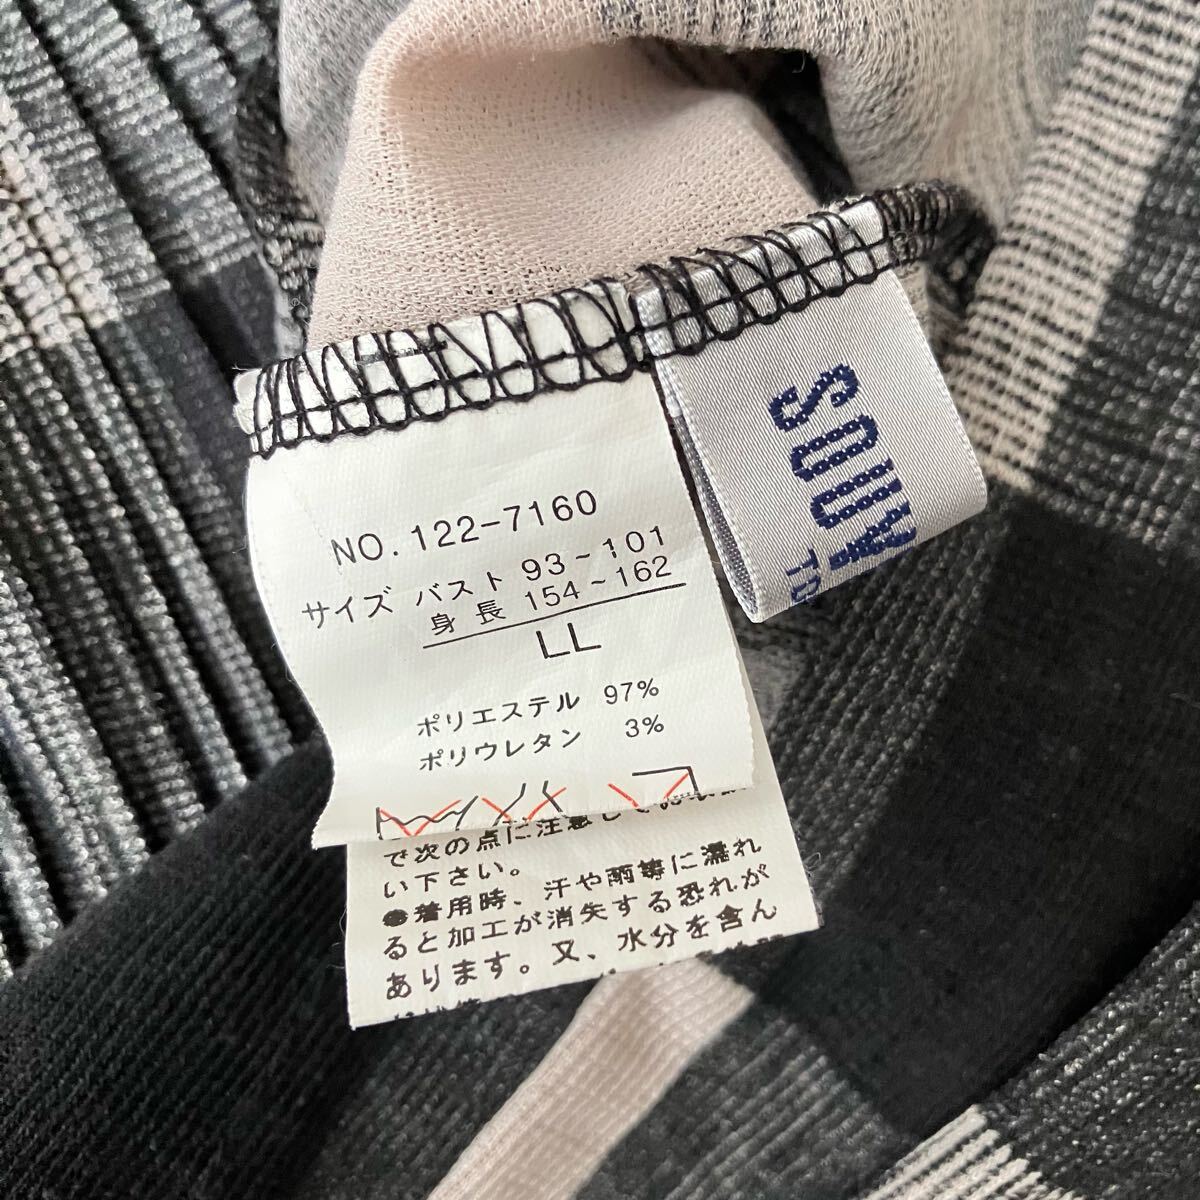 NO. 122-7160
サイズ バスト 93~101
身長 154~162
LL
ポリエステル 97%
ポリウレタン 3%
で次の点に注意して
い下さい。
●着用時、汗や雨等に濡れ
ると加工が消失する恐れが
あります。又、水分を含ん